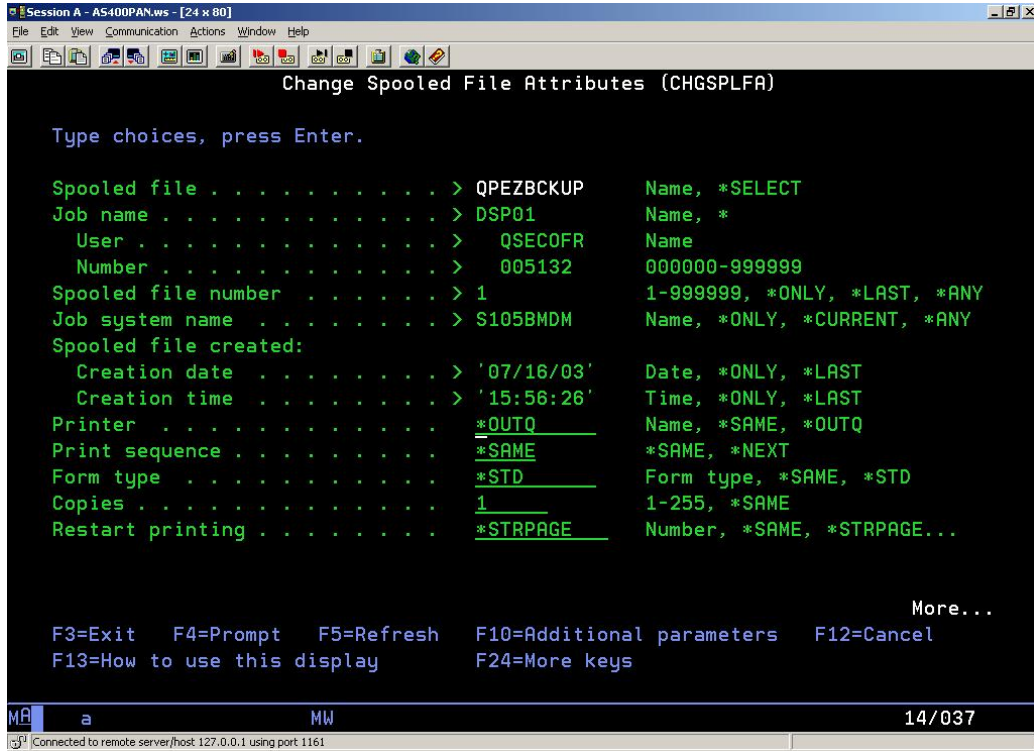 Session A - AS400PAN.ws - [24 x 80]
File Edit View Communication Actions Window Help
Change Spooled File Attributes (CHGSPLFA)
Type choices, press Enter.
Spooled file . . . . . . . . . . > QPEZBCKUP Name, *SELECT
Job name . . . . . . . . . . . . > DSP01 Name, *
User . . . . . . . . . . . . . > QSECOFR Name
Number . . . . . . . . . . . . > 005132 000000-999999
Spooled file number . . . . . . > 1 1-999999, *ONLY, *LAST, *ANY
Job system name . . . . . . . . > S105BMDM Name, *ONLY, *CURRENT, *ANY
Spooled file created:
Creation date . . . . . . . . > '07/16/03' Date, *ONLY, *LAST
Creation time . . . . . . . . > '15:56:26' Time, *ONLY, *LAST
Printer . . . . . . . . . . . . *OUTQ Name, *SAME, *OUTQ
Print sequence . . . . . . . . . *SAME *SAME, *NEXT
Form type . . . . . . . . . . . *STD Form type, *SAME, *STD
Copies . . . . . . . . . . . . . 1 1-255, *SAME
Restart printing . . . . . . . . *STRPAGE Number, *SAME, *STRPAGE...
More...
F3=Exit F4=Prompt F5=Refresh F10=Additional parameters F12=Cancel
F13=How to use this display F24=More keys
MA a MW 14/037
Connected to remote server/host 127.0.0.1 using port 1161